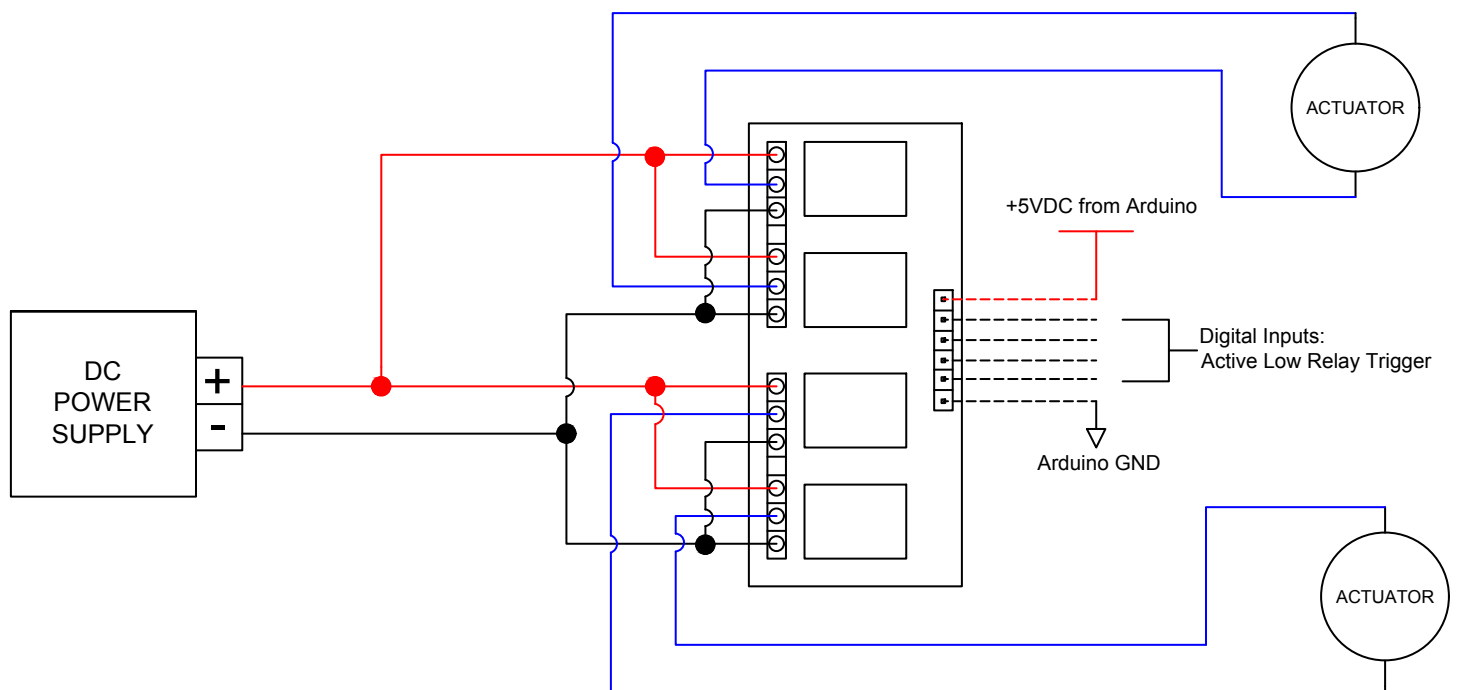 ACTUATOR
+5VDC from Arduino
DC
POWER
SUPPLY
+
-
Digital Inputs:
Active Low Relay Trigger
Arduino GND
ACTUATOR